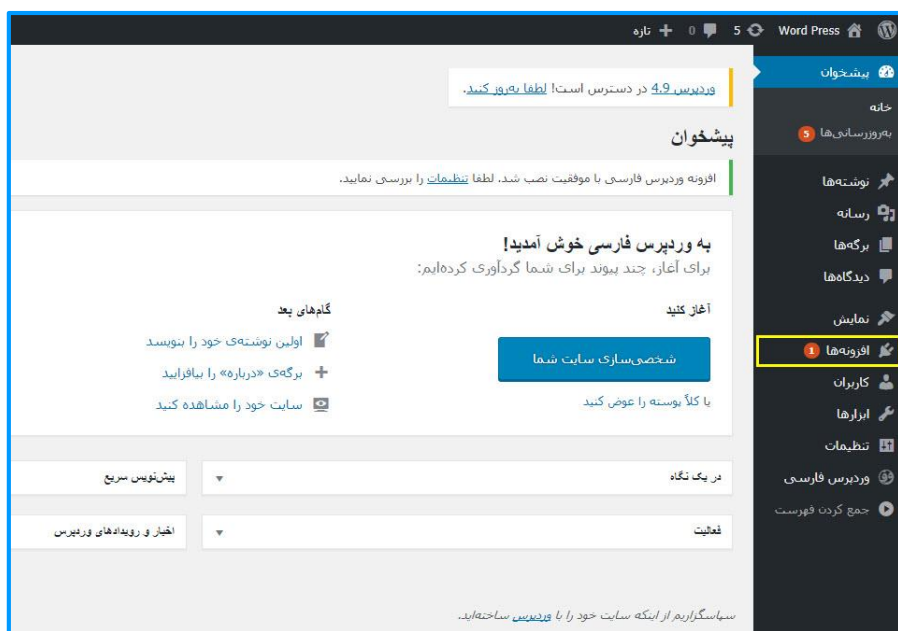 Word Press 5 0 تازه
پیشخوان
خانه
به‌روزرسانی‌ها 5
نوشته‌ها
رسانه
برگه‌ها
دیدگاه‌ها
نمایش
افزونه‌ها 1
کاربران
ابزارها
تنظیمات
وردپرس فارسی
جمع کردن فهرست
وردپرس 4.9 در دسترس است! لطفا به‌روز کنید.
پیشخوان
افزونه وردپرس فارسی با موفقیت نصب شد. لطفا تنظیمات را بررسی نمایید.
به وردپرس فارسی خوش آمدید!
برای آغاز، چند پیوند برای شما گردآوری کرده‌ایم:
آغاز کنید
شخصی‌سازی سایت شما
یا کلاً پوسته را عوض کنید
گام‌های بعد
اولین نوشته‌ی خود را بنویسد
برگه‌ی «درباره» را بیافزایید
سایت خود را مشاهده کنید
در یک نگاه
پیش‌نویس سریع
فعالیت
اخبار و رویدادهای وردپرس
سپاسگزاریم از اینکه سایت خود را با وردپرس ساخته‌اید.